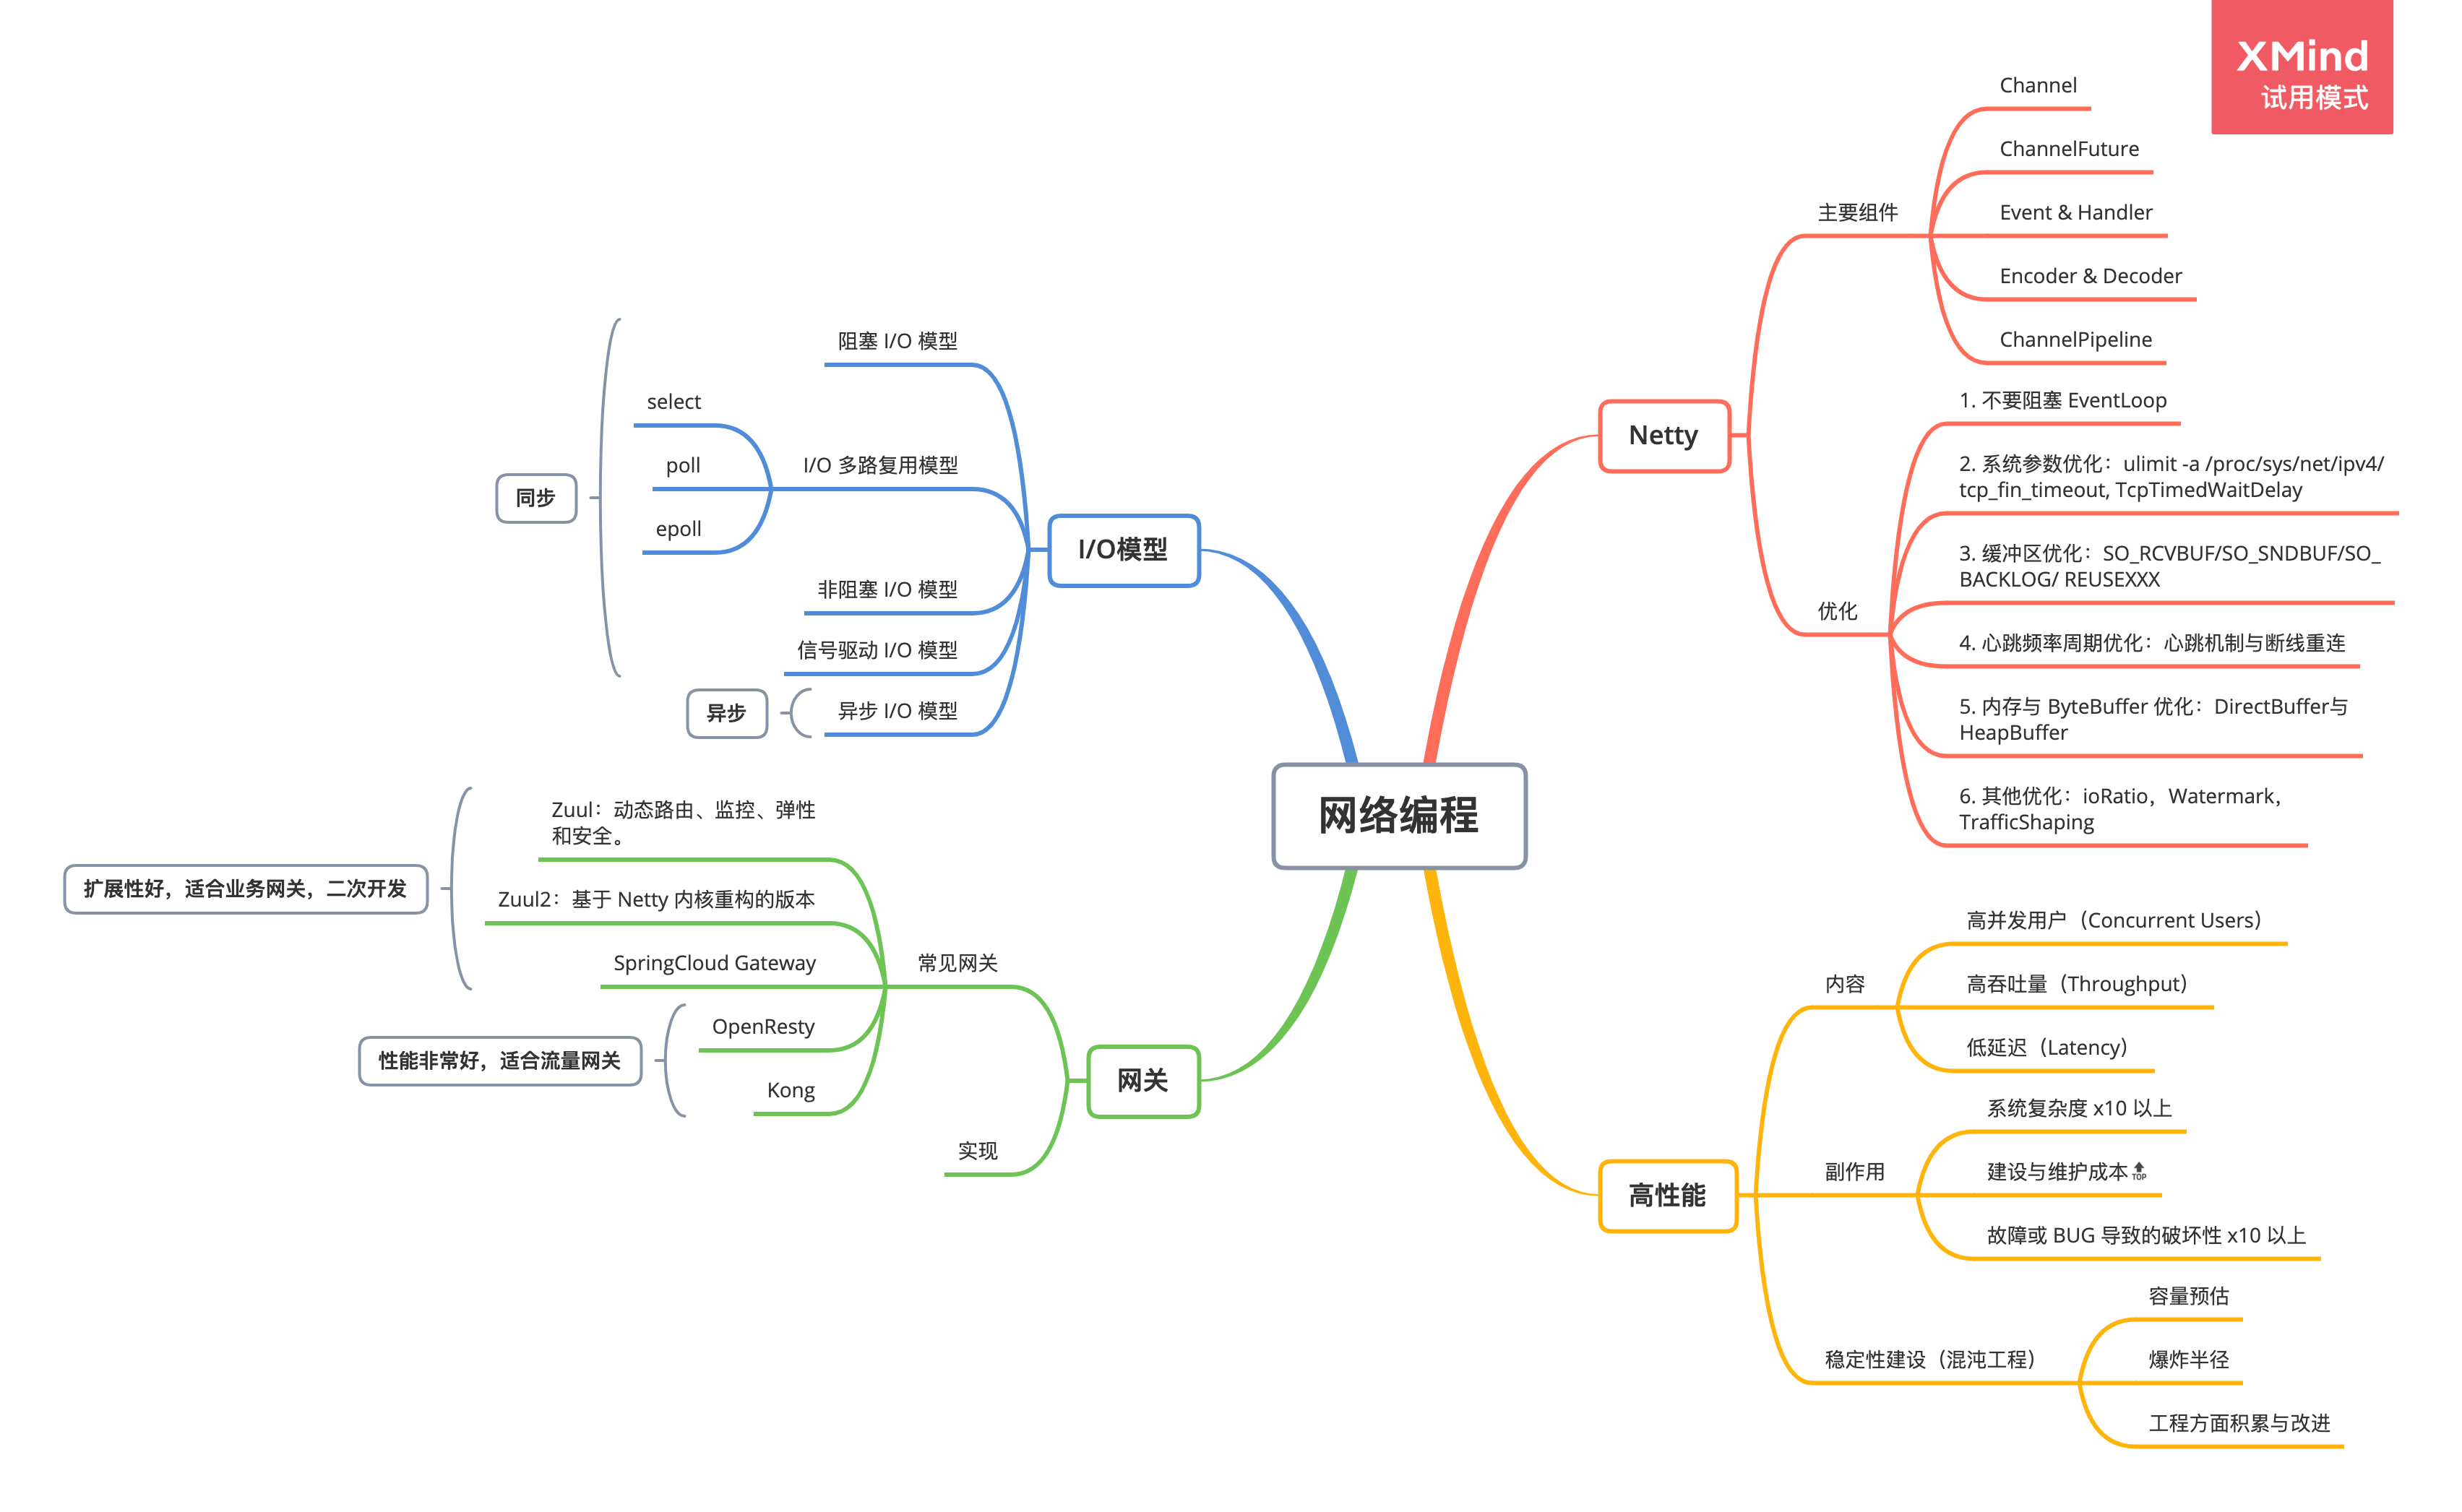 XMind
试用模式
网络编程
Netty
主要组件
Channel
ChannelFuture
Event & Handler
Encoder & Decoder
ChannelPipeline
优化
1. 不要阻塞 EventLoop
2. 系统参数优化：ulimit -a /proc/sys/net/ipv4/
tcp_fin_timeout, TcpTimedWaitDelay
3. 缓冲区优化：SO_RCVBUF/SO_SNDBUF/SO_
BACKLOG/ REUSEXXX
4. 心跳频率周期优化：心跳机制与断线重连
5. 内存与 ByteBuffer 优化：DirectBuffer与
HeapBuffer
6. 其他优化：ioRatio，Watermark，
TrafficShaping
高性能
内容
高并发用户（Concurrent Users）
高吞吐量（Throughput）
低延迟（Latency）
副作用
系统复杂度 x10 以上
建设与维护成本🔝
故障或 BUG 导致的破坏性 x10 以上
稳定性建设（混沌工程）
容量预估
爆炸半径
工程方面积累与改进
I/O模型
阻塞 I/O 模型
I/O 多路复用模型
select
poll
epoll
非阻塞 I/O 模型
信号驱动 I/O 模型
同步
异步 I/O 模型
异步
网关
常见网关
Zuul：动态路由、监控、弹性
和安全。
Zuul2：基于 Netty 内核重构的版本
SpringCloud Gateway
扩展性好，适合业务网关，二次开发
OpenResty
Kong
性能非常好，适合流量网关
实现